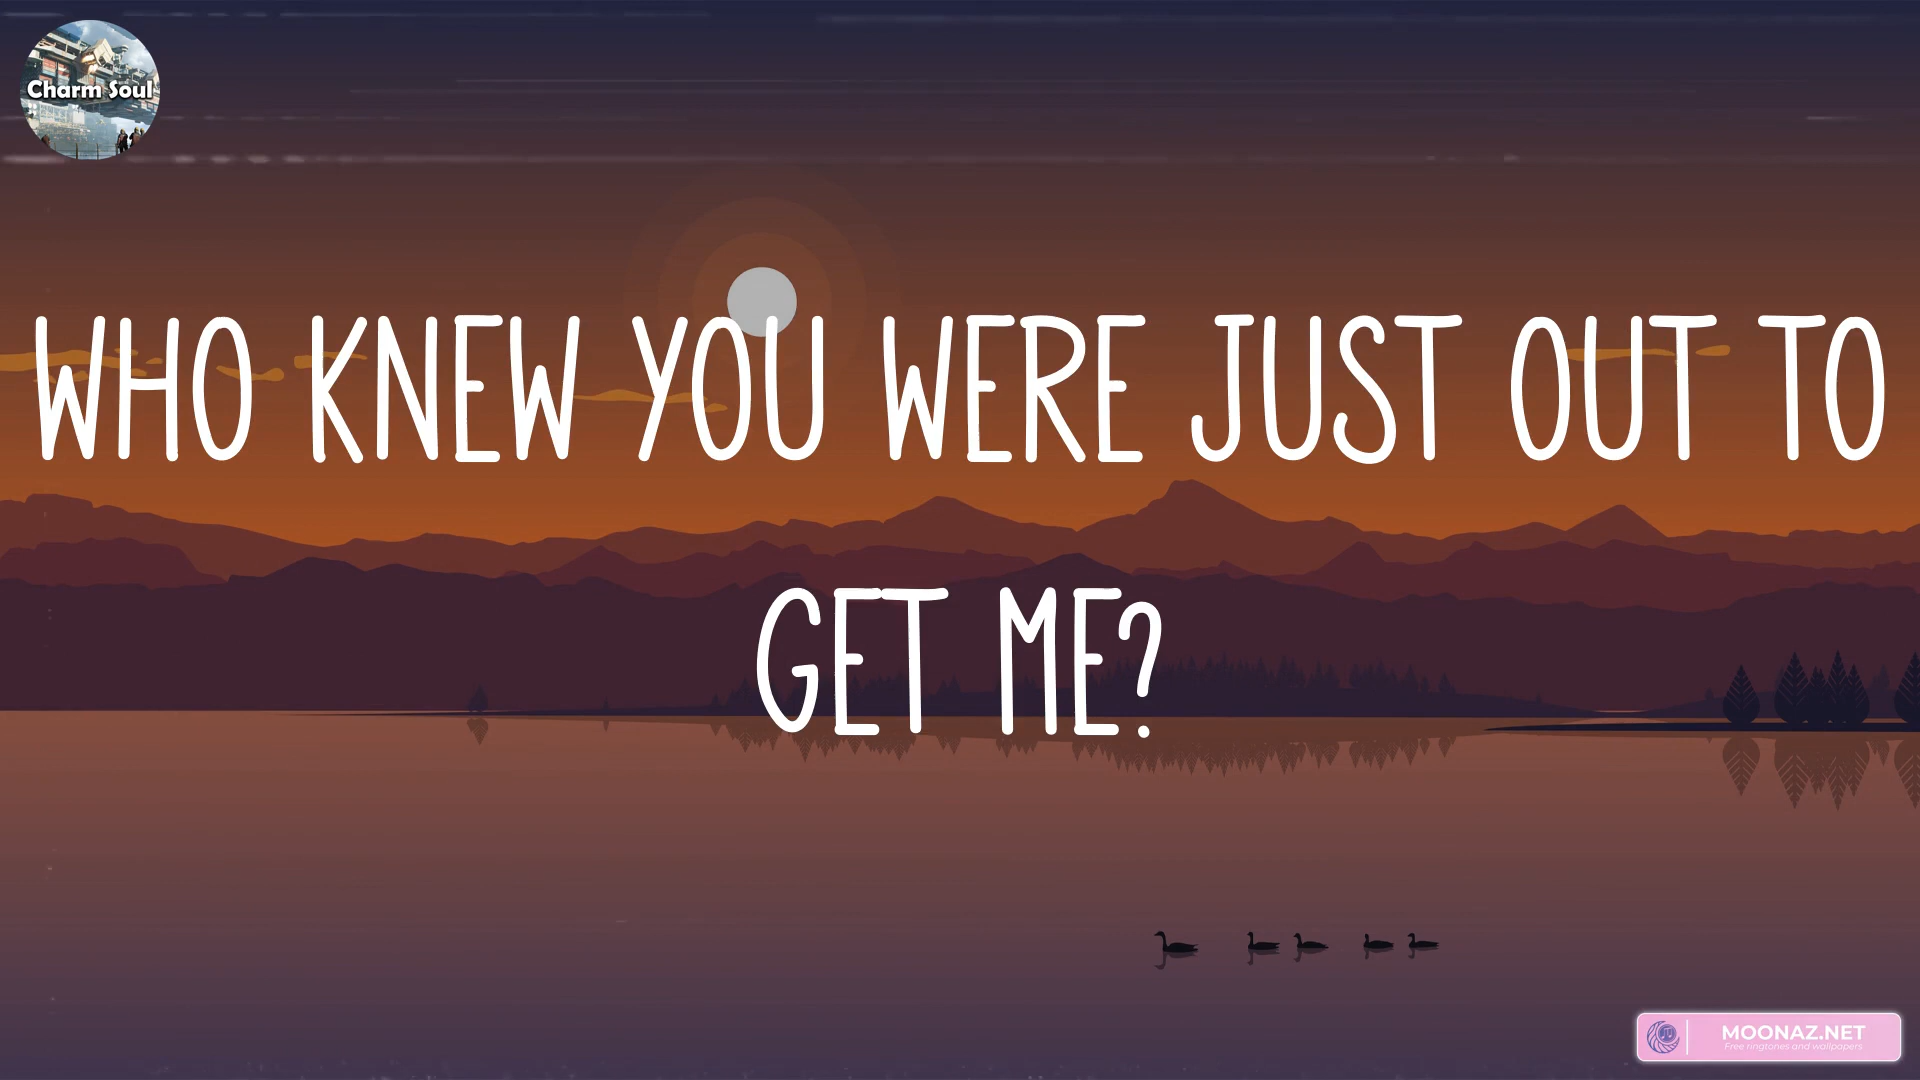 Charm Soul
WHO KNEW YOU WERE JUST OUT TO
GET ME?
MOONAZ.NET
Free ringtones and wallpapers